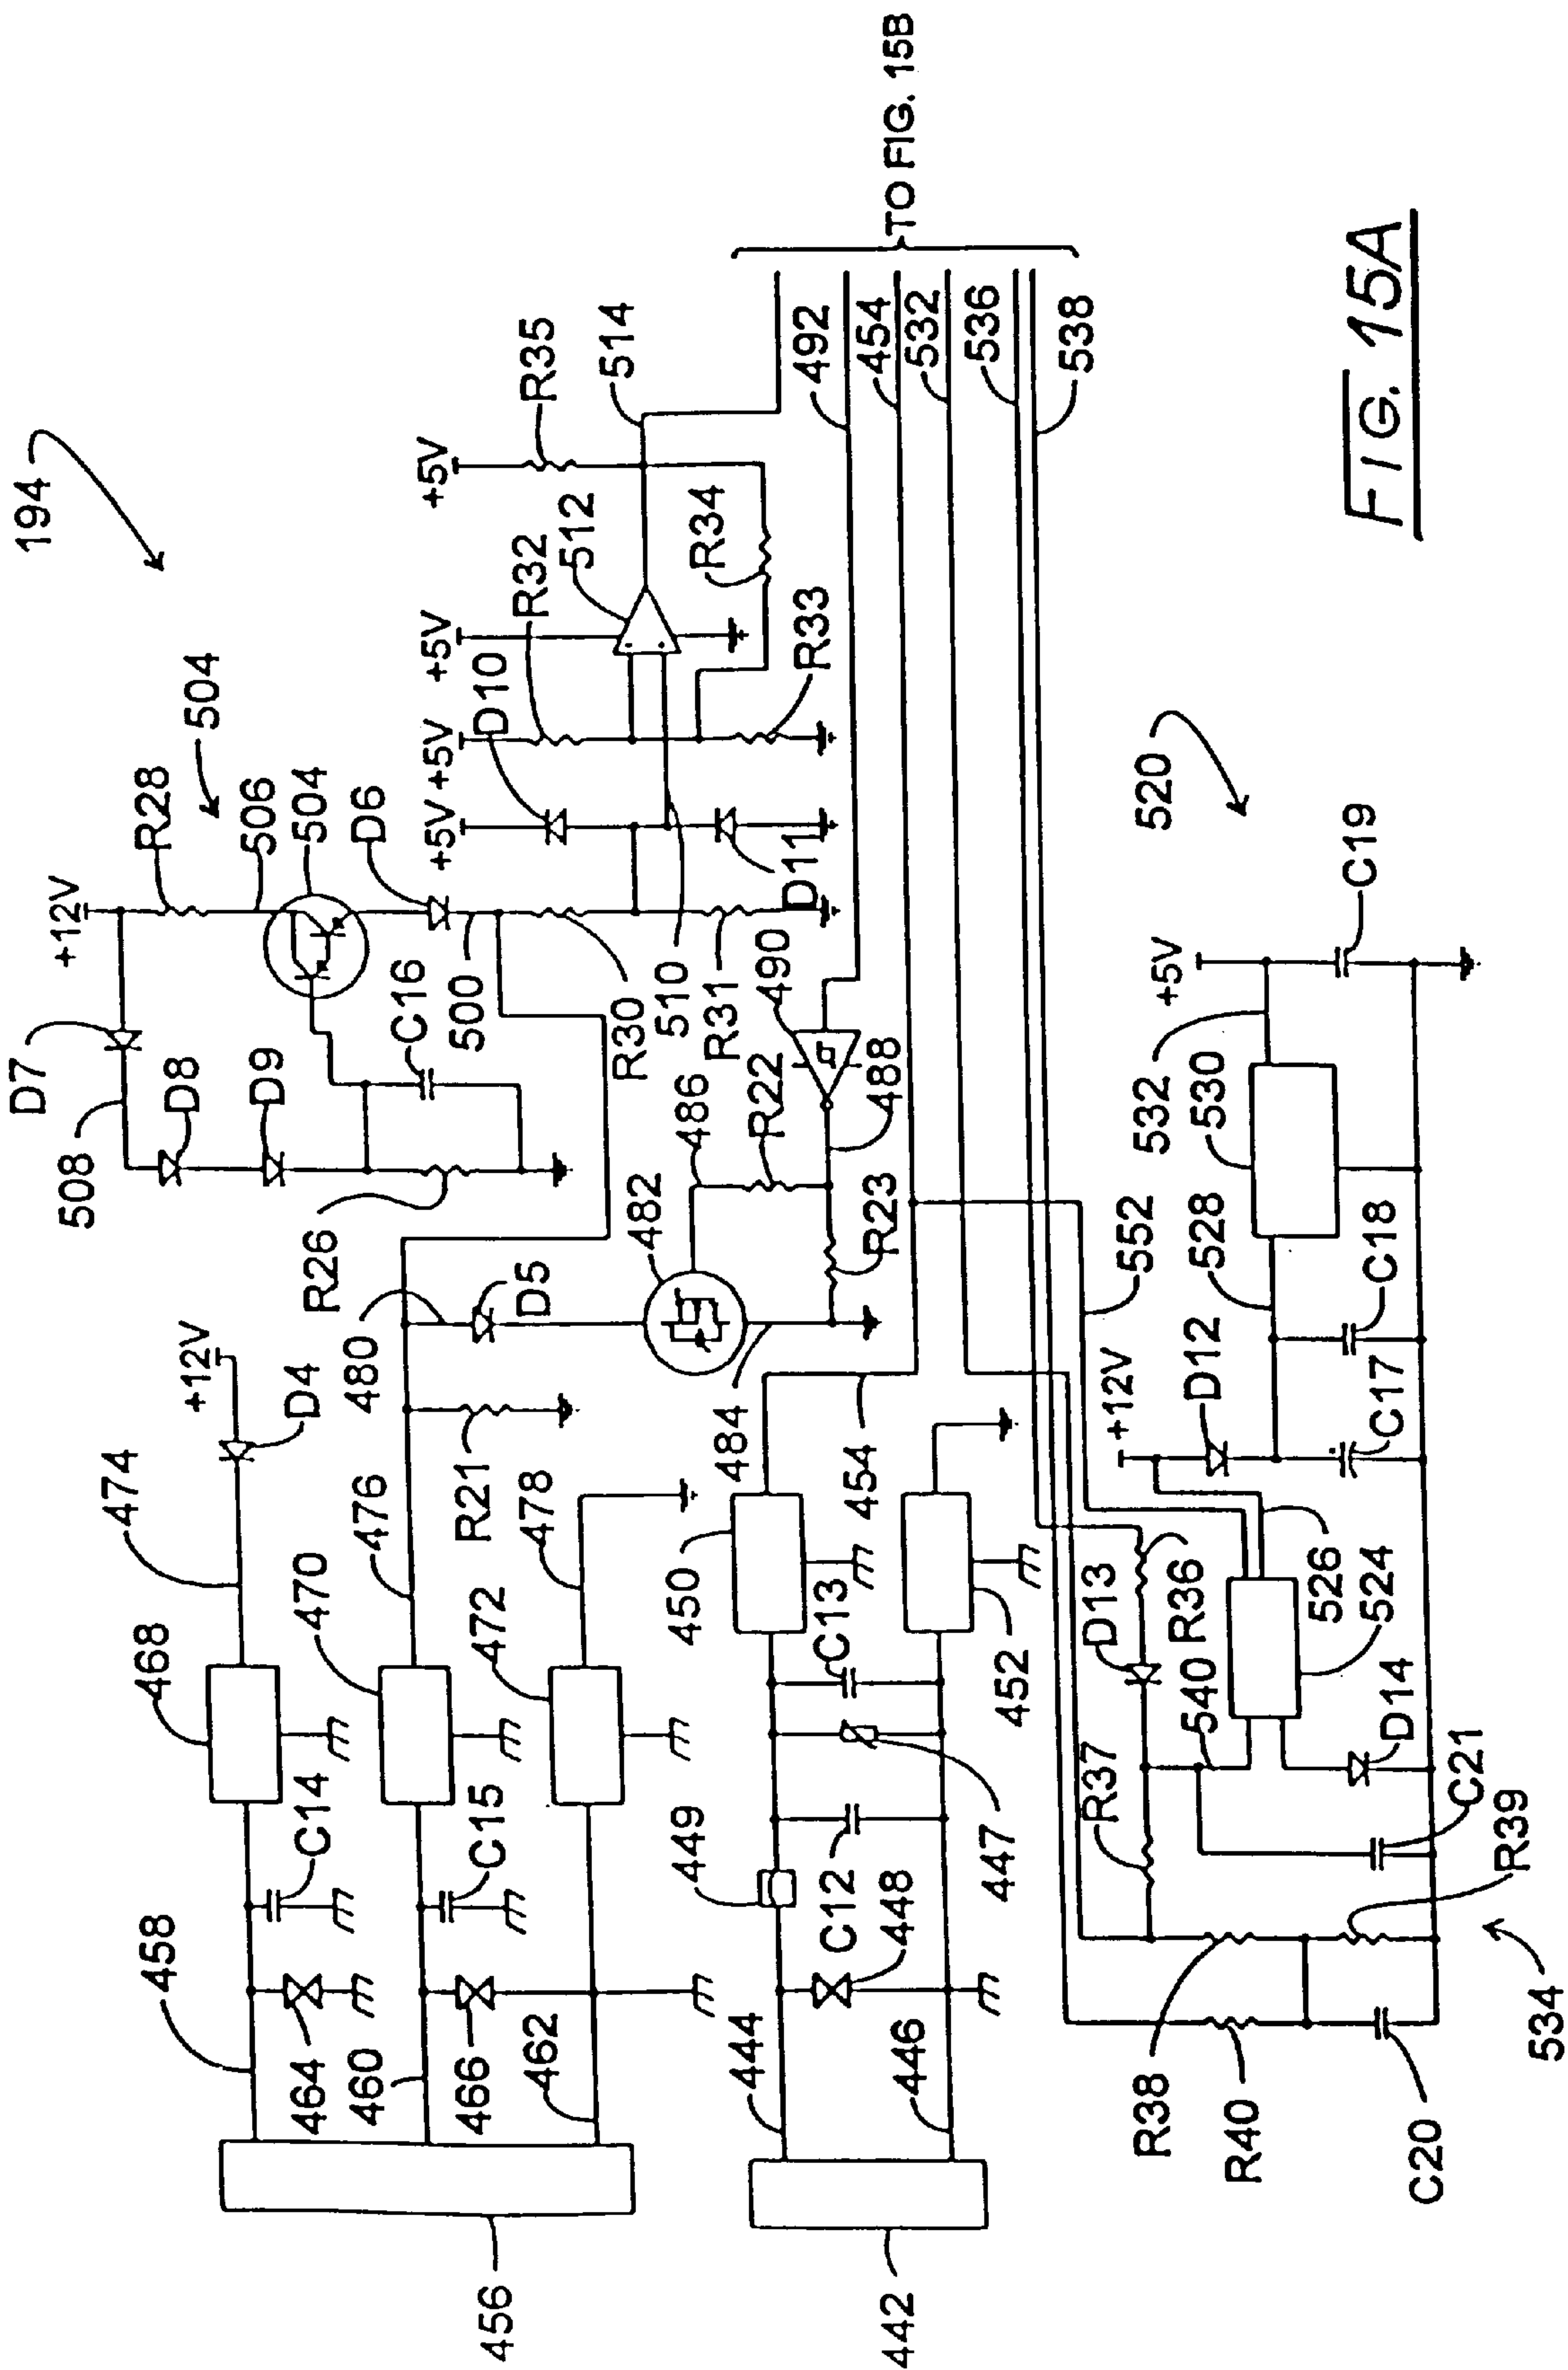 194
D7
+12V
R28
504
506
508
D8
D9
504
D6
C16
R26
500
+5V
+5V
+5V
+5V
D10
R32
512
R35
514
R34
R33
D11
R30
510
R31
490
474
+12V
D4
468
458
C14
464
476
480
D5
482
486
R22
488
R23
484
470
460
C15
466
R21
478
472
462
456
450
454
449
C13
444
C12
448
447
452
446
442
492
454
532
536
538
TO FIG. 15B
552
+12V
D12
528
532
530
+5V
C19
520
C18
C17
D13
R36
540
526
524
R37
D14
C21
R39
R38
R40
C20
534
FIG. 15A